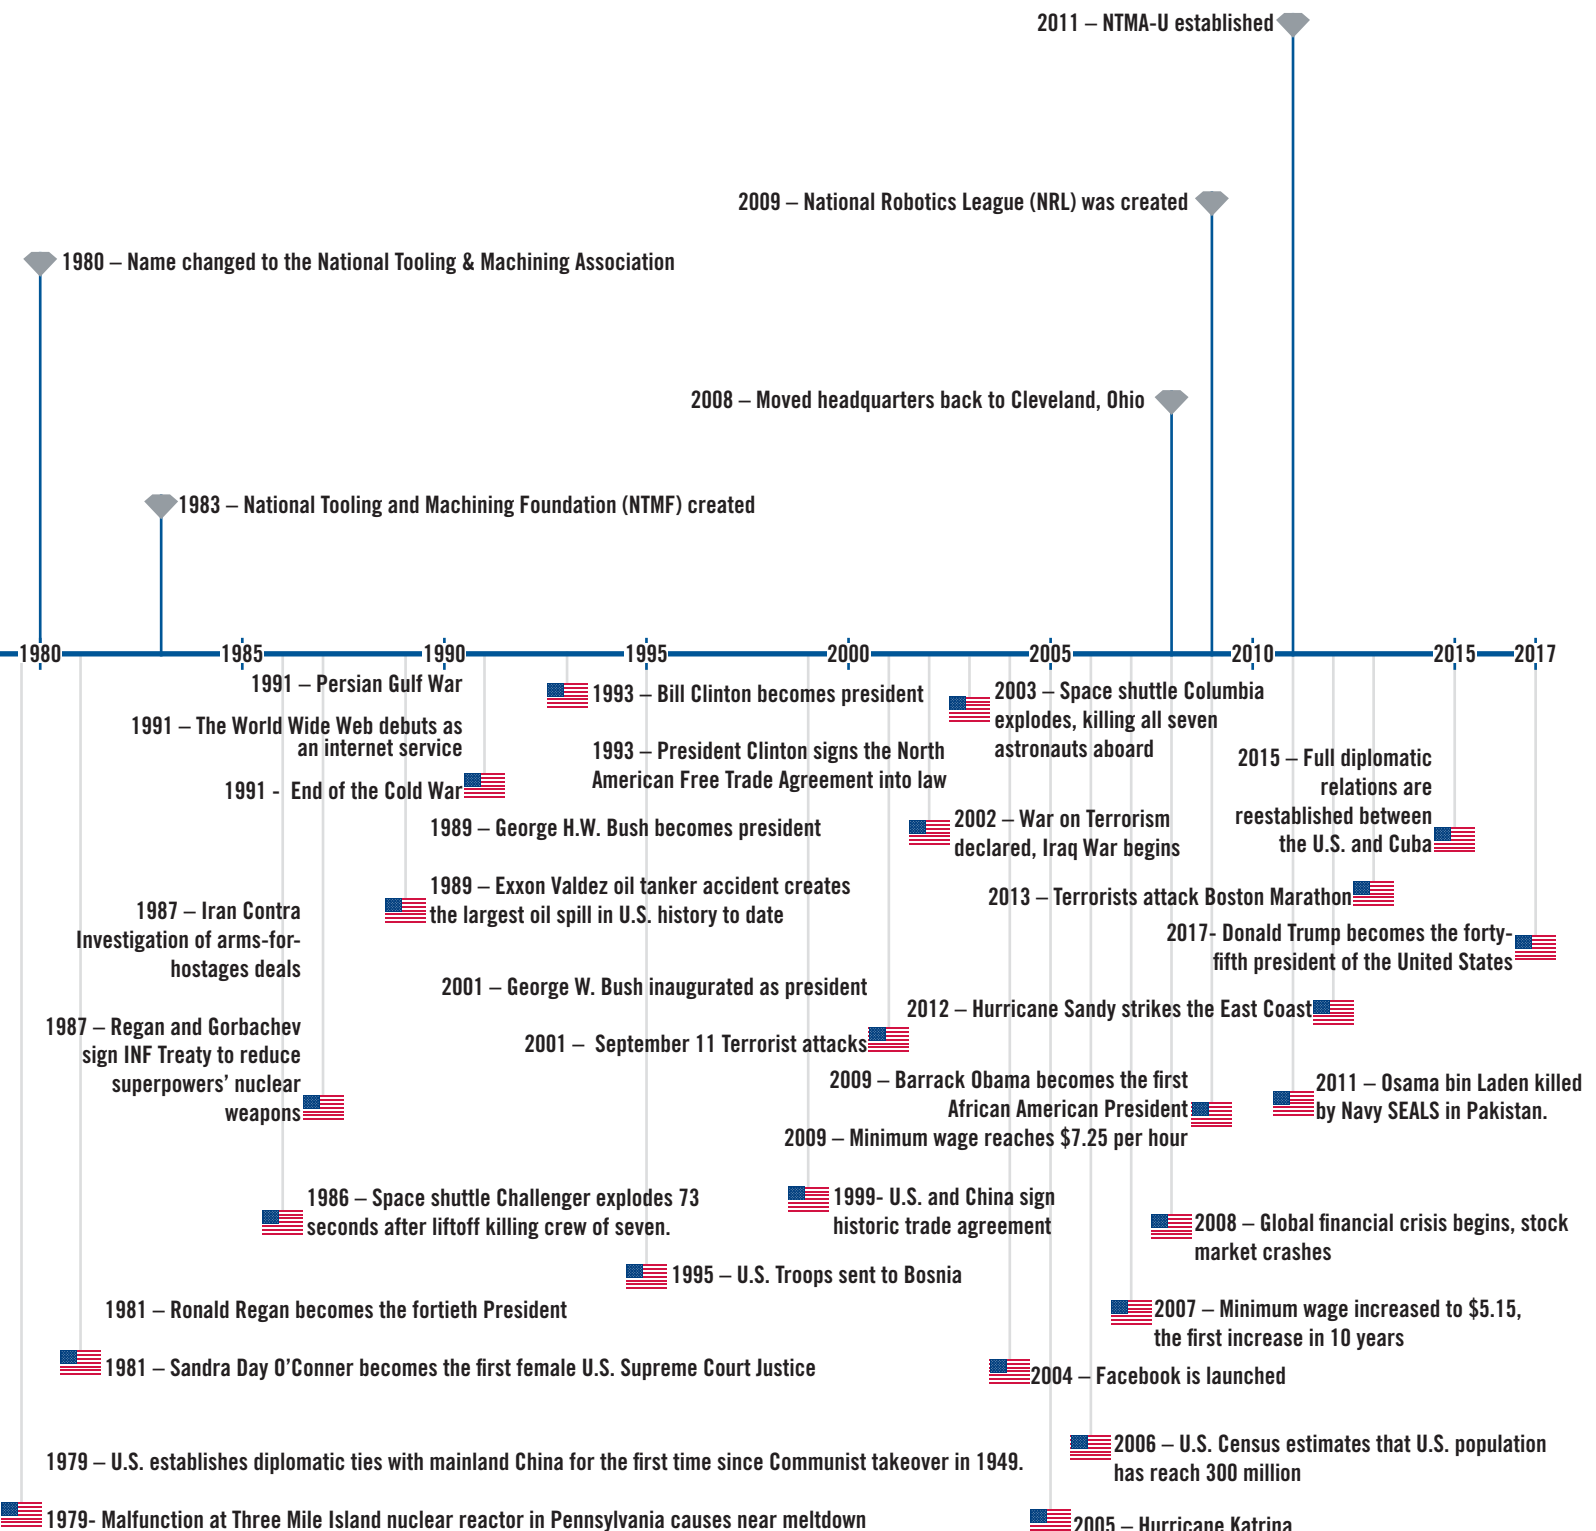 2011 – NTMA-U established
2009 – National Robotics League (NRL) was created
1980 – Name changed to the National Tooling & Machining Association
2008 – Moved headquarters back to Cleveland, Ohio
1983 – National Tooling and Machining Foundation (NTMF) created
1980 1985 1990 1995 2000 2005 2010 2015 2017
1991 – Persian Gulf War
1991 – The World Wide Web debuts as
an internet service
1991 - End of the Cold War
1993 – Bill Clinton becomes president
1993 – President Clinton signs the North
American Free Trade Agreement into law
2003 – Space shuttle Columbia
explodes, killing all seven
astronauts aboard
2015 – Full diplomatic
relations are
reestablished between
the U.S. and Cuba
1989 – George H.W. Bush becomes president
1989 – Exxon Valdez oil tanker accident creates
the largest oil spill in U.S. history to date
2002 – War on Terrorism
declared, Iraq War begins
2013 – Terrorists attack Boston Marathon
1987 – Iran Contra
Investigation of arms-for-
hostages deals
1987 – Regan and Gorbachev
sign INF Treaty to reduce
superpowers’ nuclear
weapons
2017- Donald Trump becomes the forty-
fifth president of the United States
2001 – George W. Bush inaugurated as president
2001 – September 11 Terrorist attacks
2012 – Hurricane Sandy strikes the East Coast
2009 – Barrack Obama becomes the first
African American President
2009 – Minimum wage reaches $7.25 per hour
2011 – Osama bin Laden killed
by Navy SEALS in Pakistan.
1986 – Space shuttle Challenger explodes 73
seconds after liftoff killing crew of seven.
1999- U.S. and China sign
historic trade agreement
2008 – Global financial crisis begins, stock
market crashes
1995 – U.S. Troops sent to Bosnia
1981 – Ronald Regan becomes the fortieth President
1981 – Sandra Day O’Conner becomes the first female U.S. Supreme Court Justice
2007 – Minimum wage increased to $5.15,
the first increase in 10 years
2004 – Facebook is launched
2006 – U.S. Census estimates that U.S. population
has reach 300 million
1979 – U.S. establishes diplomatic ties with mainland China for the first time since Communist takeover in 1949.
1979- Malfunction at Three Mile Island nuclear reactor in Pennsylvania causes near meltdown
2005 – Hurricane Katrina